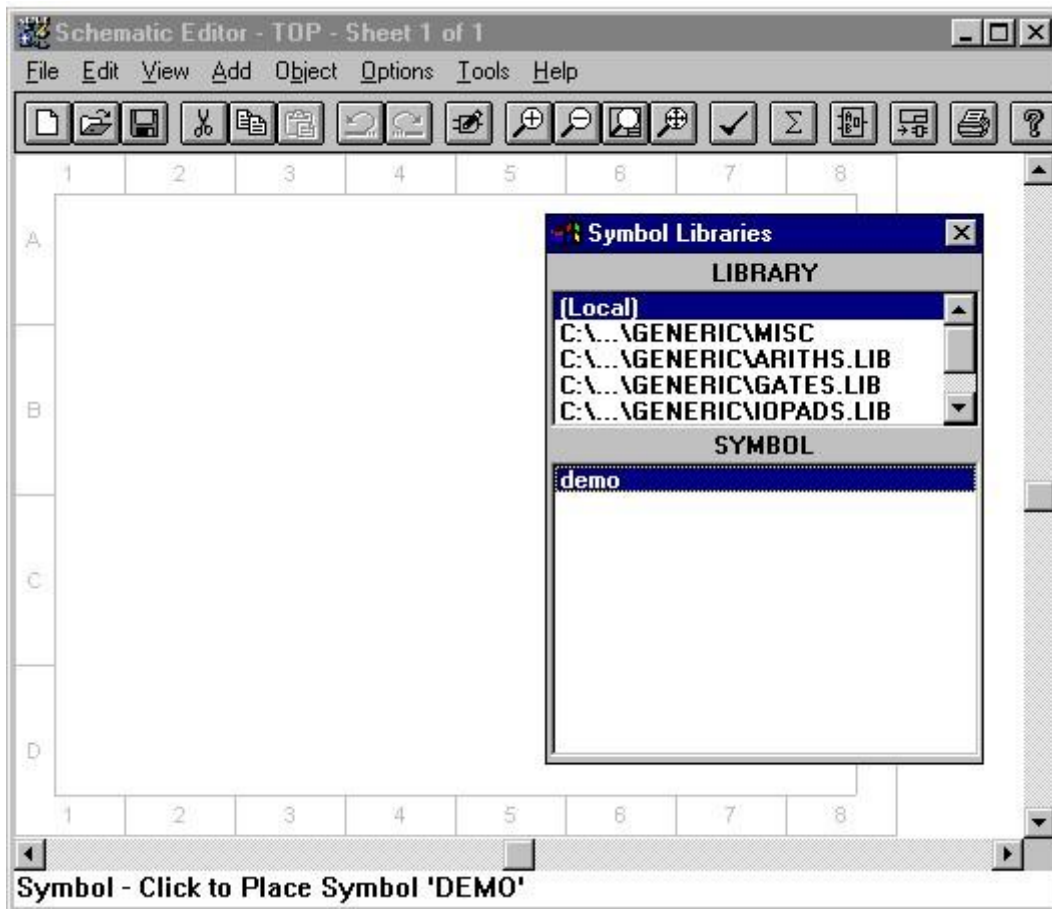 Schematic Editor - TOP - Sheet 1 of 1
File Edit View Add Object Options Tools Help
1 2 3 4 5 6 7 8
A
Symbol Libraries
LIBRARY
(Local)
C:\...\GENERIC\MISC
C:\...\GENERIC\ARITHS.LIB
C:\...\GENERIC\GATES.LIB
C:\...\GENERIC\IOPADS.LIB
B
SYMBOL
demo
C
D
1 2 3 4 5 6 7 8
Symbol - Click to Place Symbol 'DEMO'